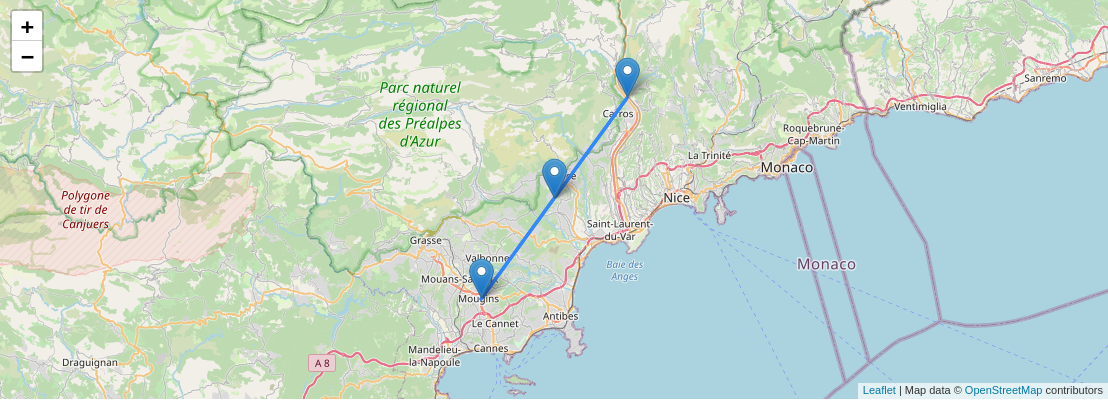 +
−
Parc naturel
régional
des Préalpes
d'Azur
Carros
Sanremo
Ventimiglia
Roquebrune-
Cap-Martin
La Trinité
Monaco
Polygone
de tir de
Canjuers
Nice
Saint-Laurent-
du-Var
Grasse
Valbonne
Baie des
Anges
Monaco
Mougins
Antibes
Le Cannet
Cannes
Mandelieu-
la-Napoule
A 8
Draguignan
Leaflet | Map data © OpenStreetMap contributors